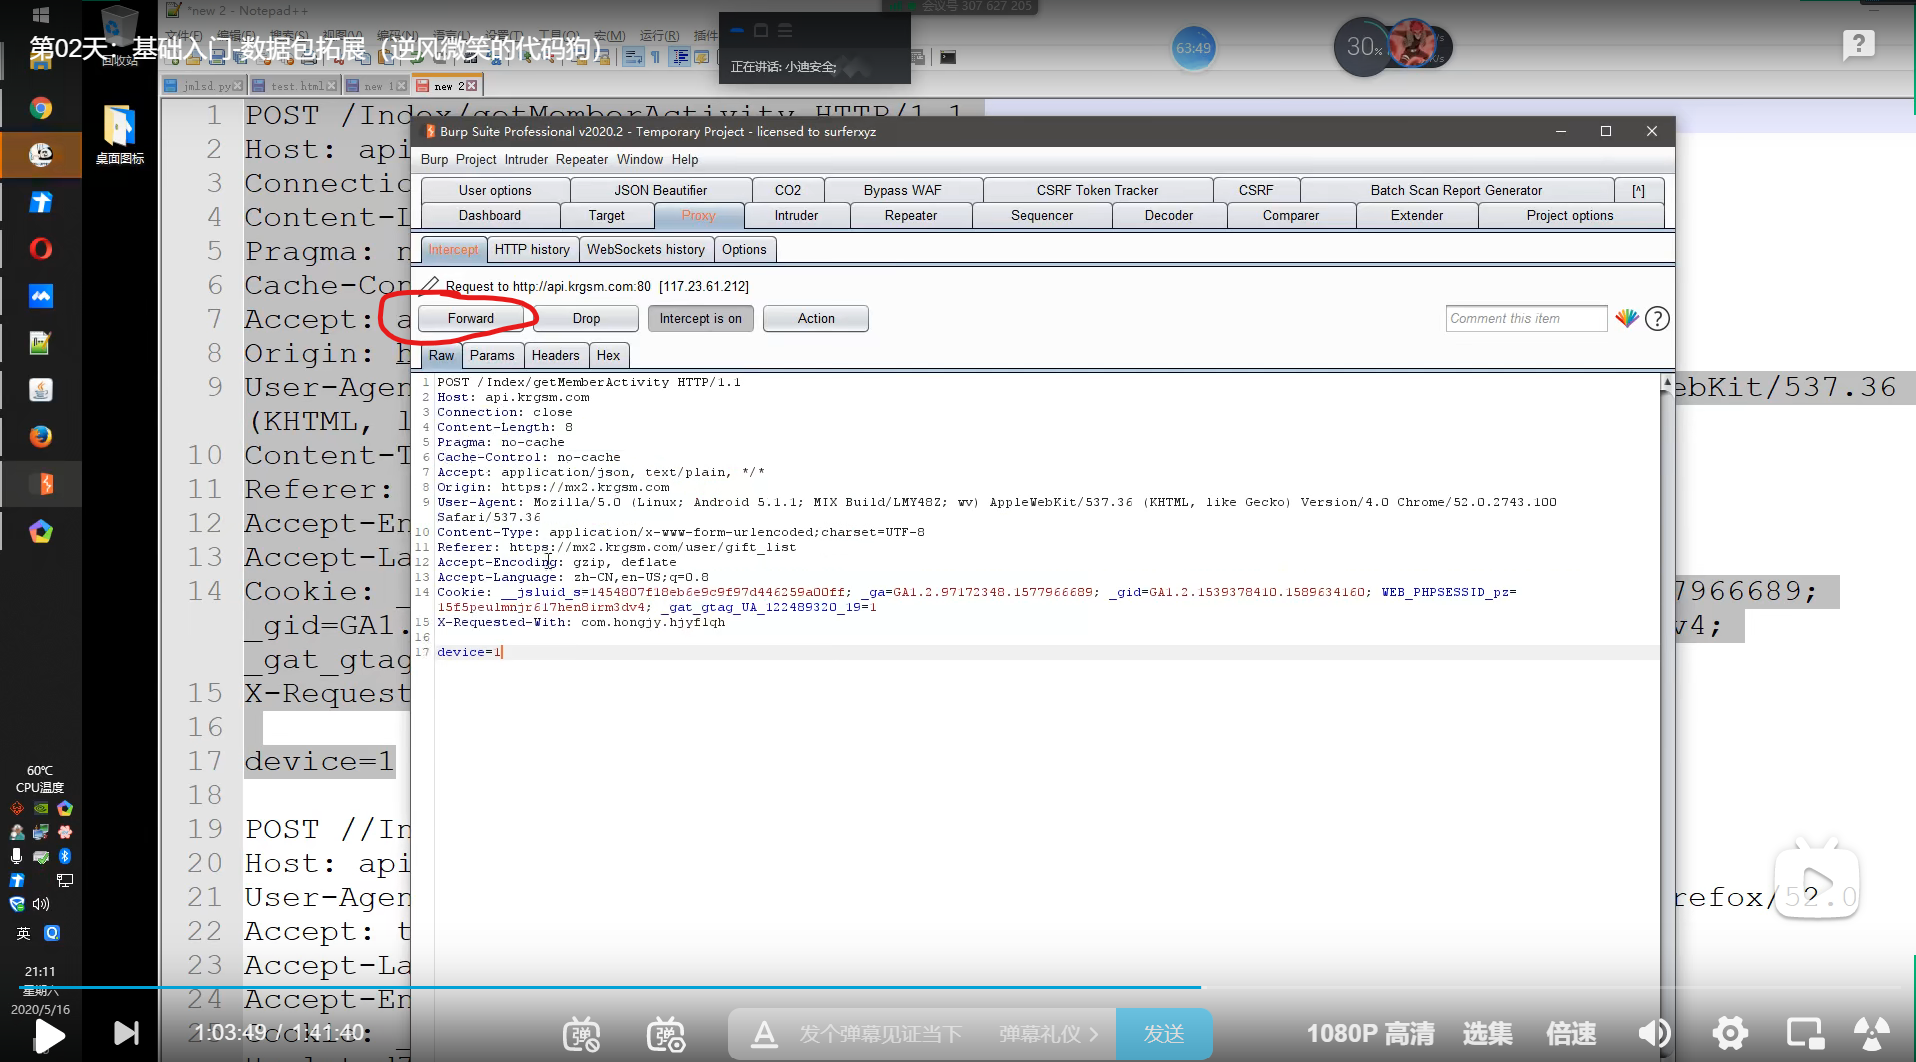 *new 2 - Notepad++
会议号 307 627 205
第02天：基础入门-数据包拓展（逆风微笑的代码狗）
回收站
正在讲话: 小迪安全;
63:49
30%
jmlsd.py
test.html
new 1
new 2
桌面图标
1 POST /Index/getMemberActivity HTTP/1.1
2 Host: api
3 Connectio
4 Content-L
5 Pragma: n
6 Cache-Con
7 Accept: a
8 Origin: h
9 User-Agen
ebKit/537.36
(KHTML, l
10 Content-T
11 Referer:
12 Accept-En
13 Accept-La
14 Cookie: _
7966689;
_gid=GA1.
v4;
_gat_gtag
15 X-Request
16
17 device=1
18
19 POST //In
20 Host: api
21 User-Agen
refox/52.0
22 Accept: t
23 Accept-La
24 Accept-En
Burp Suite Professional v2020.2 - Temporary Project - licensed to surferxyz
Burp Project Intruder Repeater Window Help
User options JSON Beautifier CO2 Bypass WAF CSRF Token Tracker CSRF Batch Scan Report Generator [^]
Dashboard Target Proxy Intruder Repeater Sequencer Decoder Comparer Extender Project options
Intercept HTTP history WebSockets history Options
Request to http://api.krgsm.com:80 [117.23.61.212]
Forward Drop Intercept is on Action Comment this item ?
Raw Params Headers Hex
1 POST /Index/getMemberActivity HTTP/1.1
2 Host: api.krgsm.com
3 Connection: close
4 Content-Length: 8
5 Pragma: no-cache
6 Cache-Control: no-cache
7 Accept: application/json, text/plain, */*
8 Origin: https://mx2.krgsm.com
9 User-Agent: Mozilla/5.0 (Linux; Android 5.1.1; MIX Build/LMY48Z; wv) AppleWebKit/537.36 (KHTML, like Gecko) Version/4.0 Chrome/52.0.2743.100
Safari/537.36
10 Content-Type: application/x-www-form-urlencoded;charset=UTF-8
11 Referer: https://mx2.krgsm.com/user/gift_list
12 Accept-Encoding: gzip, deflate
13 Accept-Language: zh-CN,en-US;q=0.8
14 Cookie: __jsluid_s=1454807f18eb6e9c9f97d446259a00ff; _ga=GA1.2.97172348.1577966689; _gid=GA1.2.1539378410.1589634160; WEB_PHPSESSID_pz=
15f5peulmnjr617hen8irm3dv4; _gat_gtag_UA_122489320_19=1
15 X-Requested-With: com.hongjy.hjyflqh
16
17 device=1
60℃
CPU温度
英
21:11
星期六
2020/5/16
1:03:49 / 1:41:40
弹 弹 A 发个弹幕见证当下 弹幕礼仪 > 发送 1080P 高清 选集 倍速